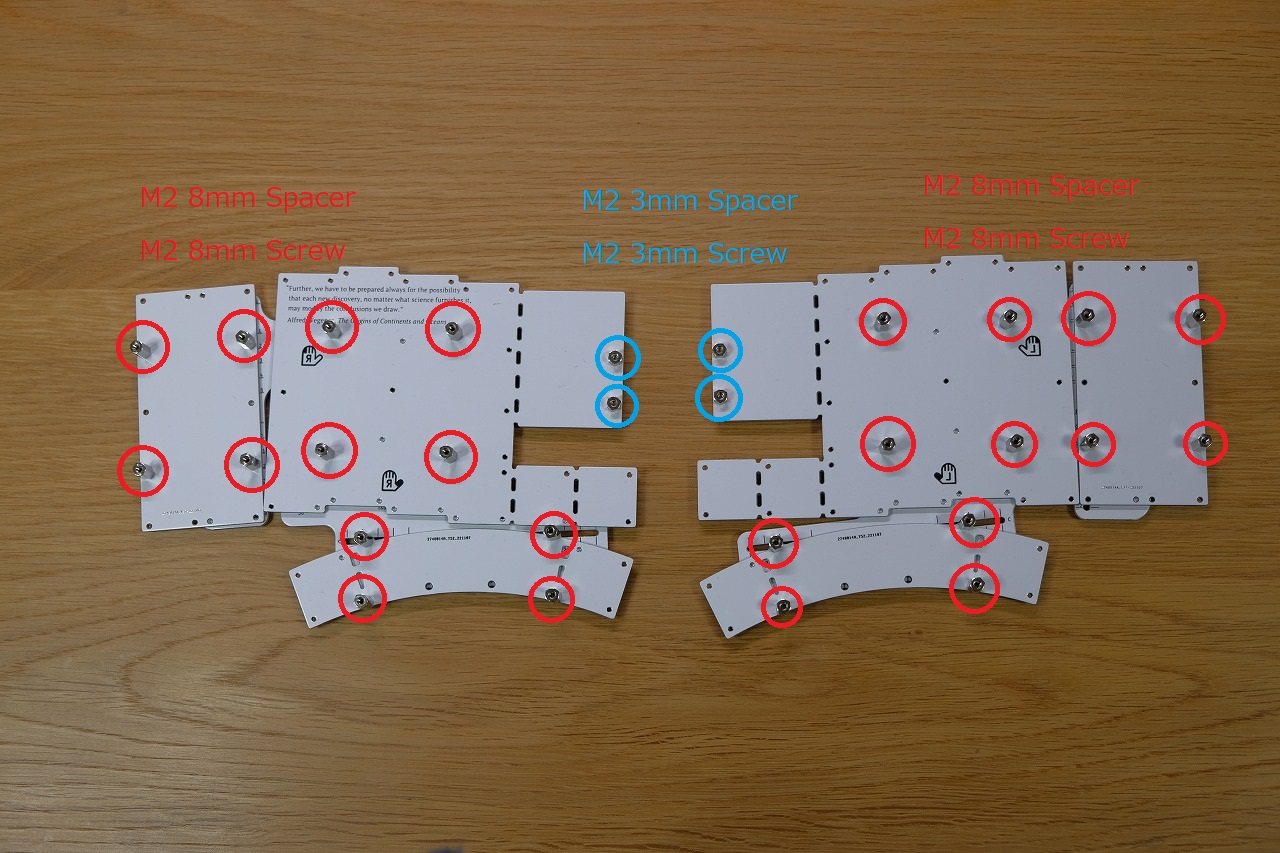 M2 8mm Spacer
M2 8mm Screw
M2 3mm Spacer
M2 3mm Screw
M2 8mm Spacer
M2 8mm Screw
"Further, we have to be prepared always for the possibility
that each new discovery, no matter what science furnishes it,
may modify the conclusions we draw."
Alfred Wegener, The Origins of Continents and Oceans
R
R
L
L